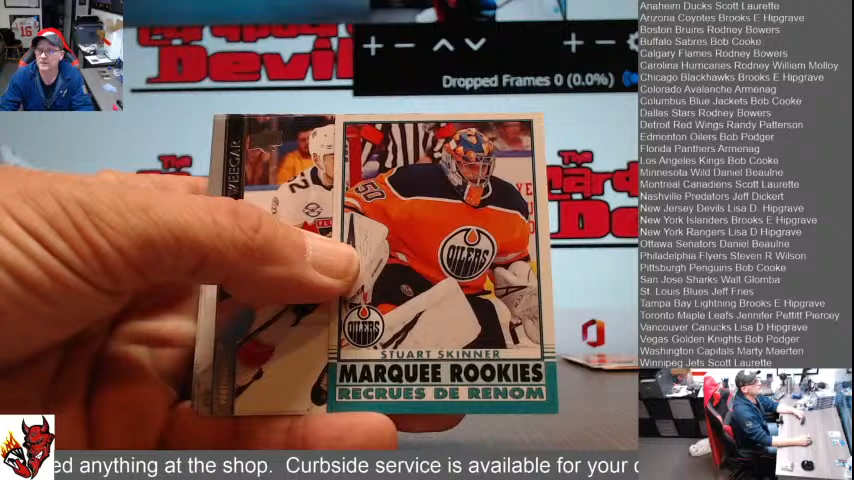 Dropped Frames 0 (0.0%)
The
Devil
The
The
16
VEEGAR
52
50
OILERS
OILERS
STUART SKINNER
MARQUEE ROOKIES
RECRUES DE RENOM
Anaheim Ducks Scott Laurette
Arizona Coyotes Brooks E Hipgrave
Boston Bruins Rodney Bowers
Buffalo Sabres Bob Cooke
Calgary Flames Rodney Bowers
Carolina Hurricanes Rodney William Molloy
Chicago Blackhawks Brooks E Hipgrave
Colorado Avalanche Armenag
Columbus Blue Jackets Bob Cooke
Dallas Stars Rodney Bowers
Detroit Red Wings Randy Patterson
Edmonton Oilers Bob Podger
Florida Panthers Armenag
Los Angeles Kings Bob Cooke
Minnesota Wild Daniel Beaulne
Montreal Canadiens Scott Laurette
Nashville Predators Jeff Dickert
New Jersey Devils Lisa D. Hipgrave
New York Islanders Brooks E Hipgrave
New York Rangers Lisa D Hipgrave
Ottawa Senators Daniel Beaulne
Philadelphia Flyers Steven R Wilson
Pittsburgh Penguins Bob Cooke
San Jose Sharks Walt Glomba
St. Louis Blues Jeff Fries
Tampa Bay Lightning Brooks E Hipgrave
Toronto Maple Leafs Jennifer Pettitt Piercey
Vancouver Canucks Lisa D Hipgrave
Vegas Golden Knights Bob Podger
Washington Capitals Marty Maerten
Winnipeg Jets Scott Laurette
ed anything at the shop.  Curbside service is available for your